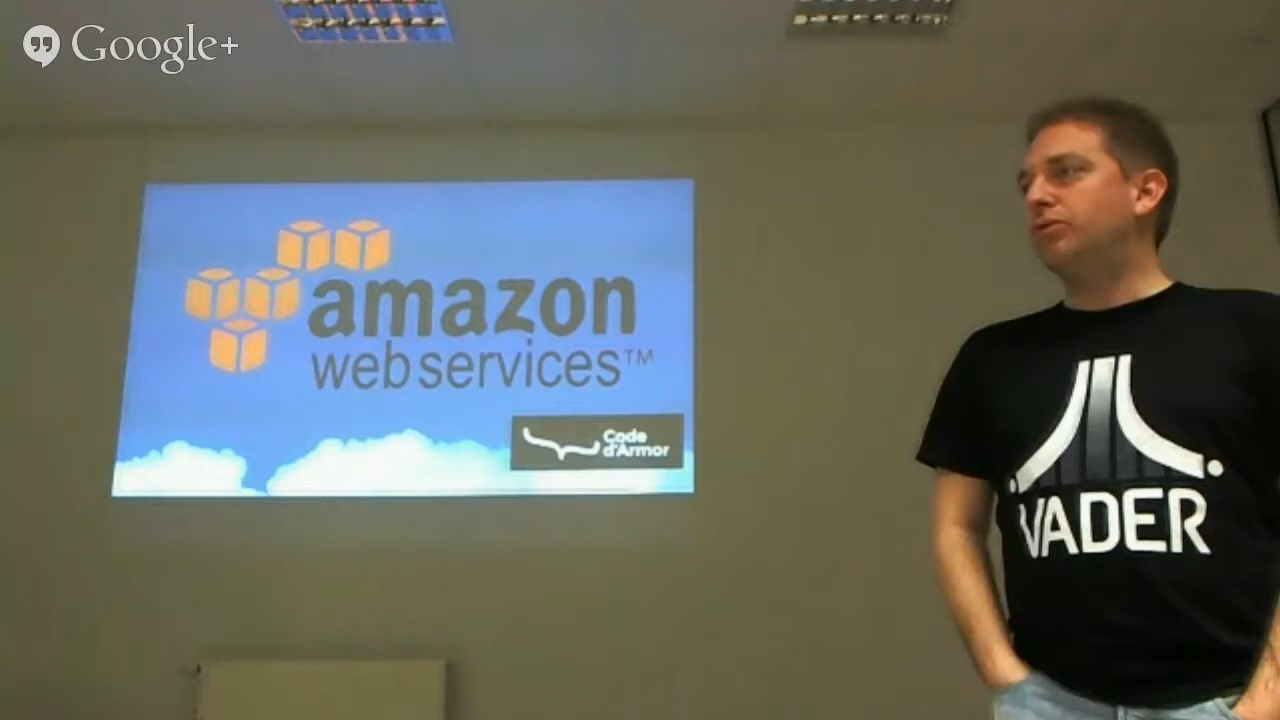 Google+
amazon
webservices™
Code
d'Armor
VADER